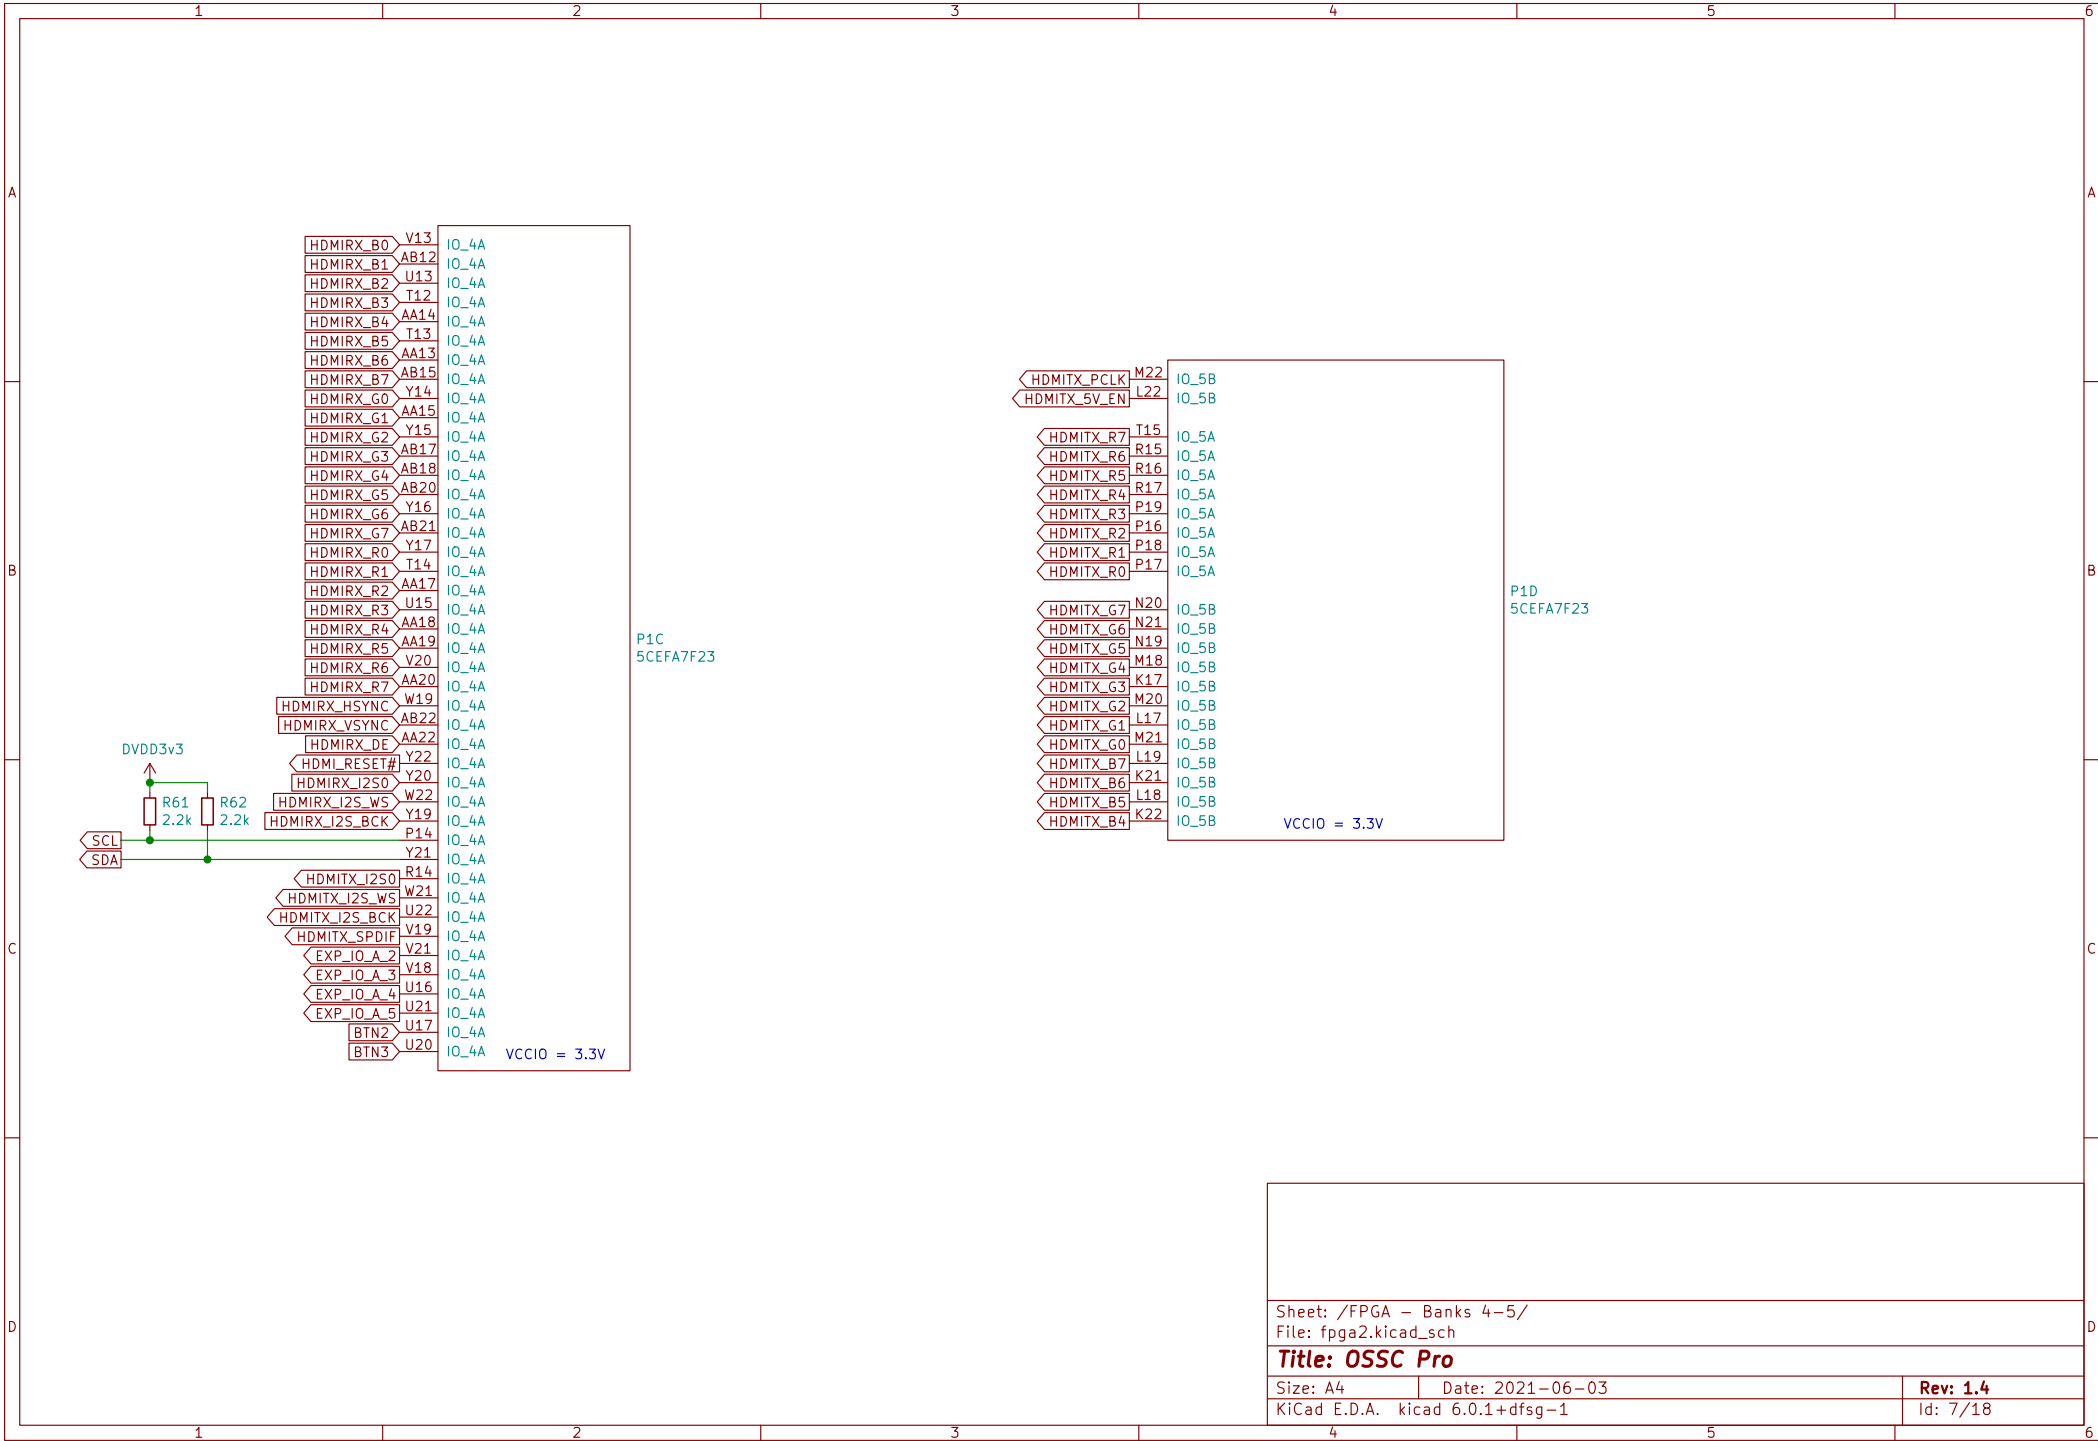 1 2 3 4 5 6
A A
HDMIRX_B0 V13 IO_4A
HDMIRX_B1 AB12 IO_4A
HDMIRX_B2 U13 IO_4A
HDMIRX_B3 T12 IO_4A
HDMIRX_B4 AA14 IO_4A
HDMIRX_B5 T13 IO_4A
HDMIRX_B6 AA13 IO_4A
HDMIRX_B7 AB15 IO_4A
HDMIRX_G0 Y14 IO_4A
HDMIRX_G1 AA15 IO_4A
HDMIRX_G2 Y15 IO_4A
HDMIRX_G3 AB17 IO_4A
HDMIRX_G4 AB18 IO_4A
HDMIRX_G5 AB20 IO_4A
HDMIRX_G6 Y16 IO_4A
HDMIRX_G7 AB21 IO_4A
HDMIRX_R0 Y17 IO_4A
HDMIRX_R1 T14 IO_4A
HDMIRX_R2 AA17 IO_4A
HDMIRX_R3 U15 IO_4A
HDMIRX_R4 AA18 IO_4A
HDMIRX_R5 AA19 IO_4A
HDMIRX_R6 V20 IO_4A
HDMIRX_R7 AA20 IO_4A
HDMIRX_HSYNC W19 IO_4A
HDMIRX_VSYNC AB22 IO_4A
HDMIRX_DE AA22 IO_4A
HDMI_RESET# Y22 IO_4A
HDMIRX_I2S0 Y20 IO_4A
HDMIRX_I2S_WS W22 IO_4A
HDMIRX_I2S_BCK Y19 IO_4A
SCL P14 IO_4A
SDA Y21 IO_4A
HDMITX_I2S0 R14 IO_4A
HDMITX_I2S_WS W21 IO_4A
HDMITX_I2S_BCK U22 IO_4A
HDMITX_SPDIF V19 IO_4A
EXP_IO_A_2 V21 IO_4A
EXP_IO_A_3 V18 IO_4A
EXP_IO_A_4 U16 IO_4A
EXP_IO_A_5 U21 IO_4A
BTN2 U17 IO_4A
BTN3 U20 IO_4A
VCCIO = 3.3V
P1C
5CEFA7F23
DVDD3v3
R61
2.2k
R62
2.2k
HDMITX_PCLK M22 IO_5B
HDMITX_5V_EN L22 IO_5B
HDMITX_R7 T15 IO_5A
HDMITX_R6 R15 IO_5A
HDMITX_R5 R16 IO_5A
HDMITX_R4 R17 IO_5A
HDMITX_R3 P19 IO_5A
HDMITX_R2 P16 IO_5A
HDMITX_R1 P18 IO_5A
HDMITX_R0 P17 IO_5A
HDMITX_G7 N20 IO_5B
HDMITX_G6 N21 IO_5B
HDMITX_G5 N19 IO_5B
HDMITX_G4 M18 IO_5B
HDMITX_G3 K17 IO_5B
HDMITX_G2 M20 IO_5B
HDMITX_G1 L17 IO_5B
HDMITX_G0 M21 IO_5B
HDMITX_B7 L19 IO_5B
HDMITX_B6 K21 IO_5B
HDMITX_B5 L18 IO_5B
HDMITX_B4 K22 IO_5B
VCCIO = 3.3V
P1D
5CEFA7F23
B B
C C
D D
Sheet: /FPGA - Banks 4-5/
File: fpga2.kicad_sch
Title: OSSC Pro
Size: A4 Date: 2021-06-03 Rev: 1.4
KiCad E.D.A. kicad 6.0.1+dfsg-1 Id: 7/18
1 2 3 4 5 6